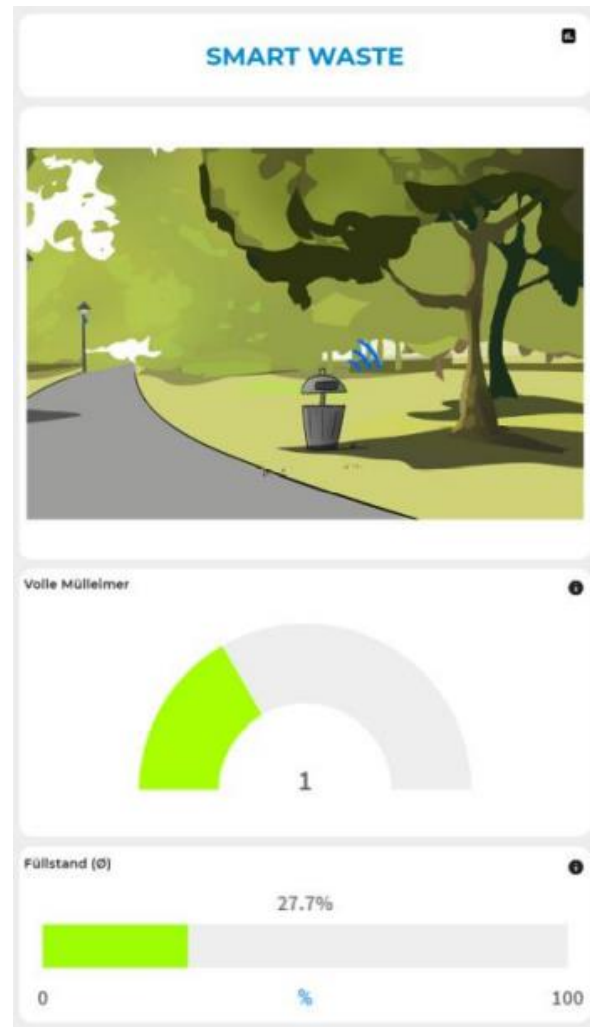 SMART WASTE
Volle Mülleimer
1
Füllstand (Ø)
27.7%
0 % 100